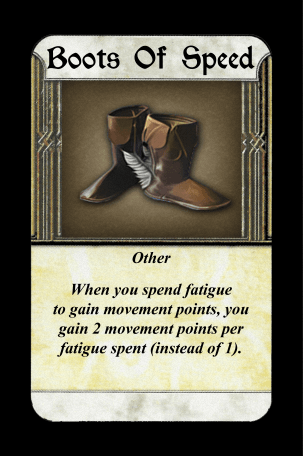 Boots Of Speed
Other
When you spend fatigue
to gain movement points, you
gain 2 movement points per
fatigue spent (instead of 1).